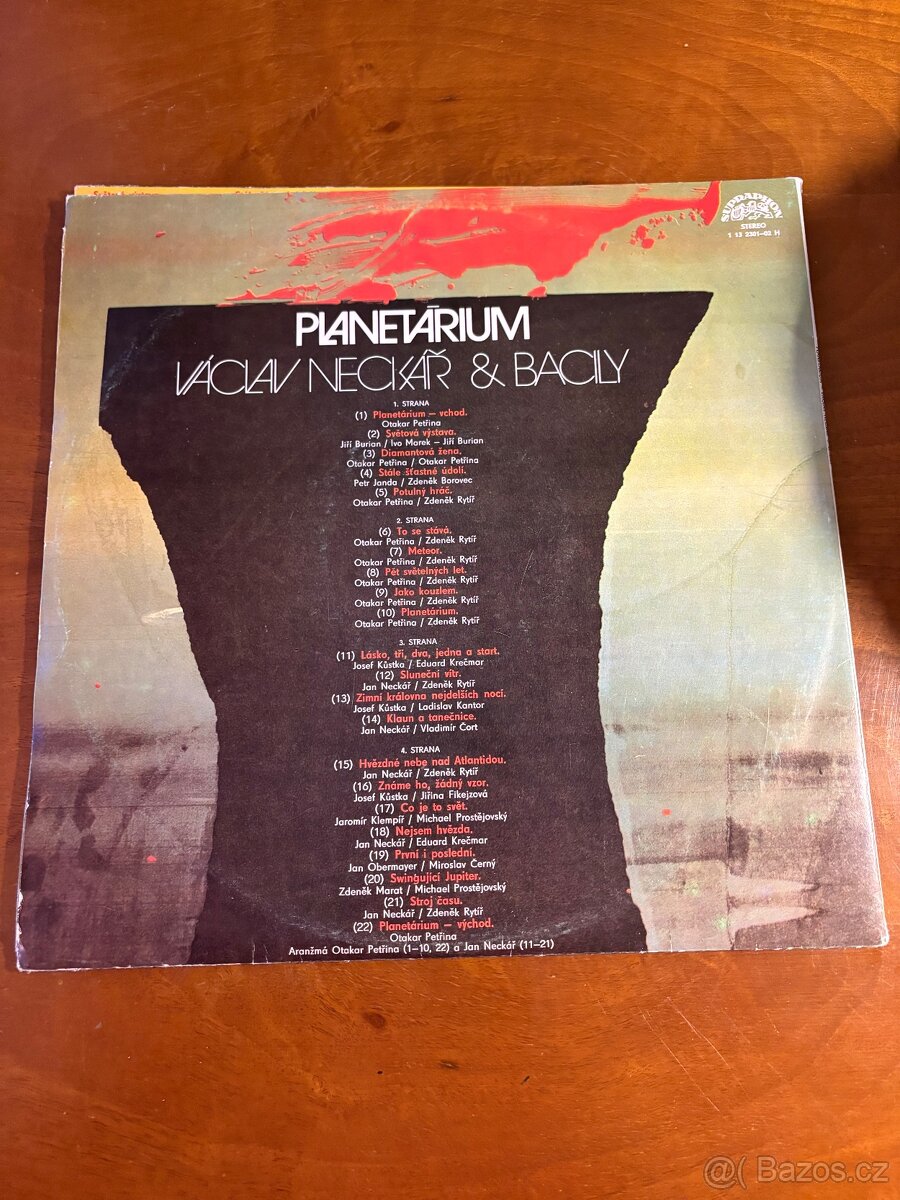 SUPRAPHON
STEREO
1 13 2301-02 H
PLANETÁRIUM
VÁCLAV NECKÁŘ & BACILY
1. STRANA
(1) Planetárium – vchod.
Otakar Petřina
(2) Světová výstava.
Jiří Burian / Ivo Marek – Jiří Burian
(3) Diamantová žena.
Otakar Petřina / Otakar Petřina
(4) Stále šťastné údolí.
Petr Janda / Zdeněk Borovec
(5) Potulný hráč.
Otakar Petřina / Zdeněk Rytíř
2. STRANA
(6) To se stává.
Otakar Petřina / Zdeněk Rytíř
(7) Meteor.
Otakar Petřina / Zdeněk Rytíř
(8) Pět světelných let.
Otakar Petřina / Zdeněk Rytíř
(9) Jako kouzlem.
Otakar Petřina / Zdeněk Rytíř
(10) Planetárium.
Otakar Petřina / Zdeněk Rytíř
3. STRANA
(11) Lásko, tři, dva, jedna a start.
Josef Kůstka / Eduard Krečmar
(12) Sluneční vítr.
Jan Neckář / Zdeněk Rytíř
(13) Zimní královna nejdelších nocí.
Josef Kůstka / Ladislav Kantor
(14) Klaun a tanečnice.
Jan Neckář / Vladimír Čort
4. STRANA
(15) Hvězdné nebe nad Atlantidou.
Jan Neckář / Zdeněk Rytíř
(16) Známe ho, žádný vzor.
Josef Kůstka / Jiřina Fikejzová
(17) Co je to svět.
Jaromír Klempíř / Michael Prostějovský
(18) Nejsem hvězda.
Jan Neckář / Eduard Krečmar
(19) První i poslední.
Jan Obermayer / Miroslav Černý
(20) Swingující Jupiter.
Zdeněk Marat / Michael Prostějovský
(21) Stroj času.
Jan Neckář / Zdeněk Rytíř
(22) Planetárium – východ.
Otakar Petřina
Aranžmá Otakar Petřina (1–10, 22) a Jan Neckář (11–21)
Bazos.cz